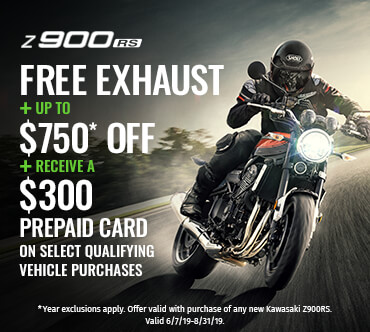 Z900RS
FREE EXHAUST
+ UP TO
$750* OFF
+ RECEIVE A
$300
PREPAID CARD
ON SELECT QUALIFYING
VEHICLE PURCHASES
SHOEI
*Year exclusions apply. Offer valid with purchase of any new Kawasaki Z900RS.
Valid 6/7/19-8/31/19.